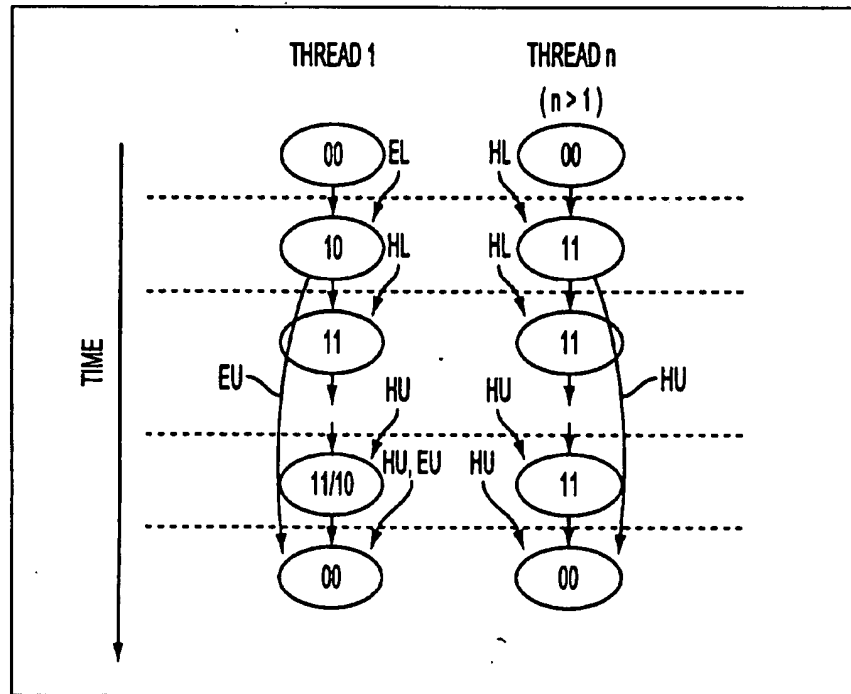 THREAD 1 THREAD n
(n > 1)
00 EL HL 00
10 HL HL 11
11 11
TIME
EU HU HU HU
11/10 HU, EU HU 11
00 00